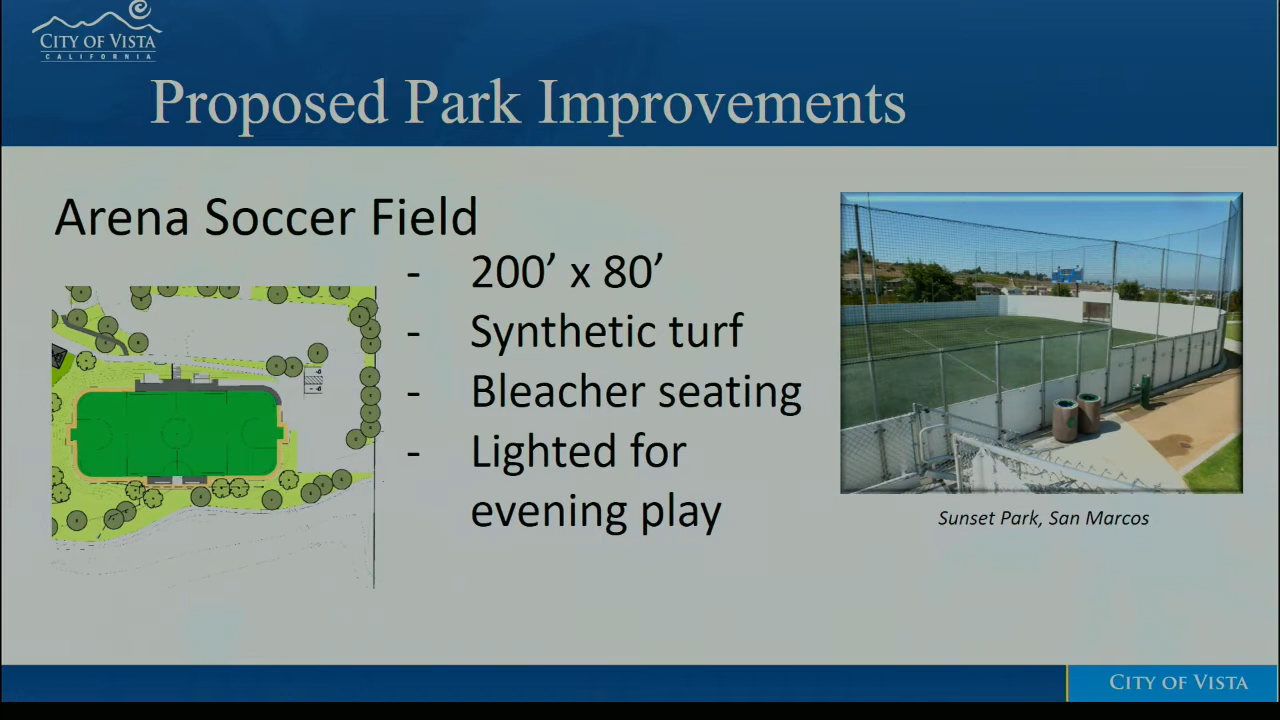 CITY OF VISTA
CALIFORNIA
Proposed Park Improvements
Arena Soccer Field
- 200’ x 80’
- Synthetic turf
- Bleacher seating
- Lighted for
evening play
Sunset Park, San Marcos
CITY OF VISTA